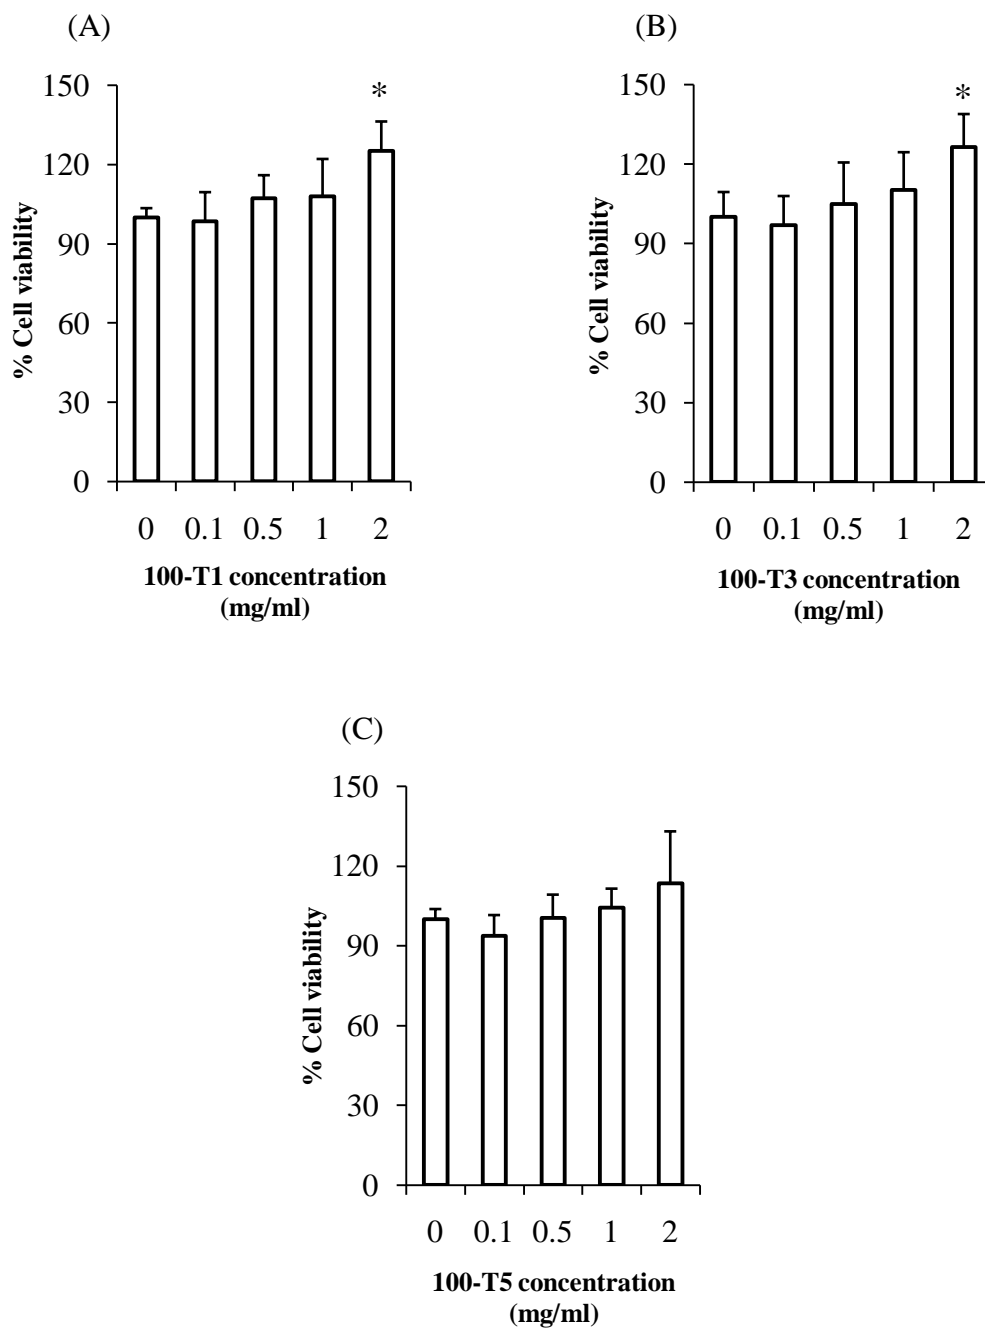 (A)
150
*
120
90
60
30
0
% Cell viability
0 0.1 0.5 1 2
100-T1 concentration
(mg/ml)
(B)
150
*
120
90
60
30
0
% Cell viability
0 0.1 0.5 1 2
100-T3 concentration
(mg/ml)
(C)
150
120
90
60
30
0
% Cell viability
0 0.1 0.5 1 2
100-T5 concentration
(mg/ml)